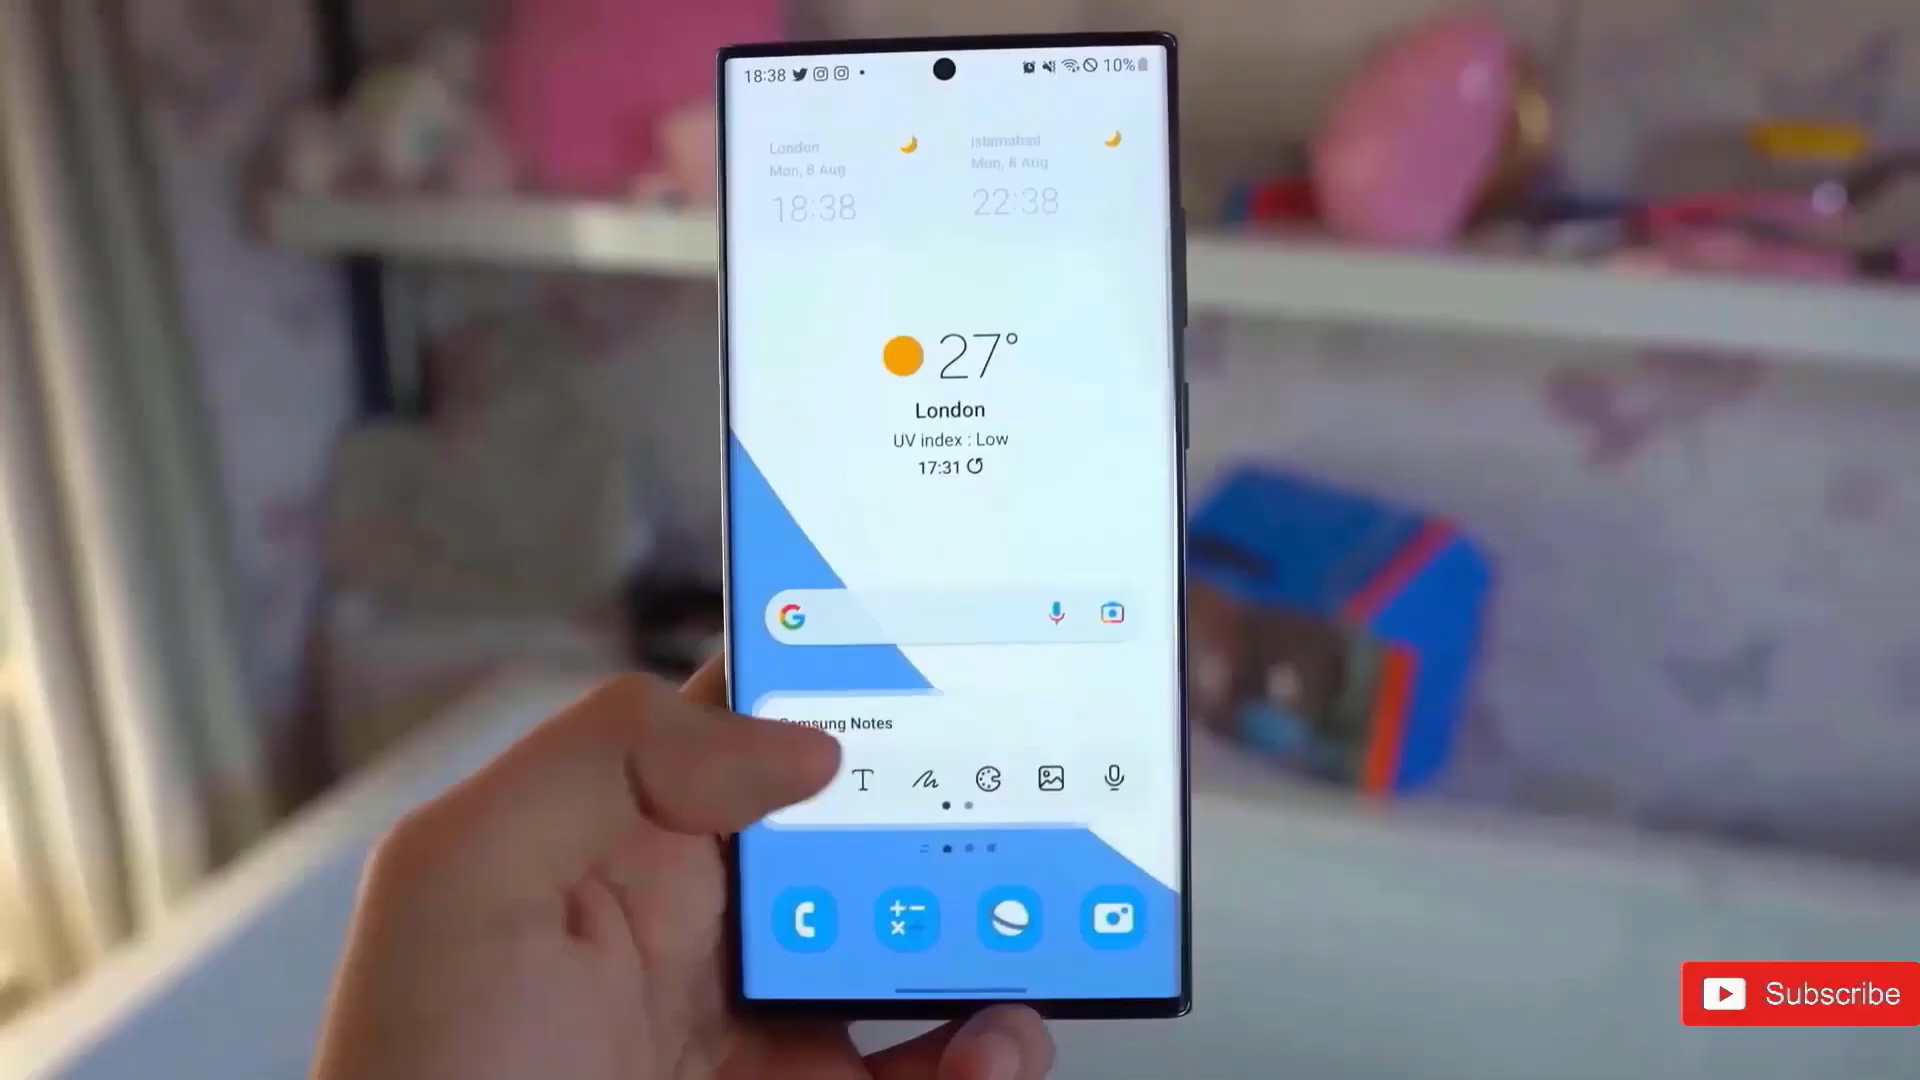 18:38
10%
London
Mon, 8 Aug
18:38
Islamabad
Mon, 8 Aug
22:38
27°
London
UV index : Low
17:31
Samsung Notes
Subscribe